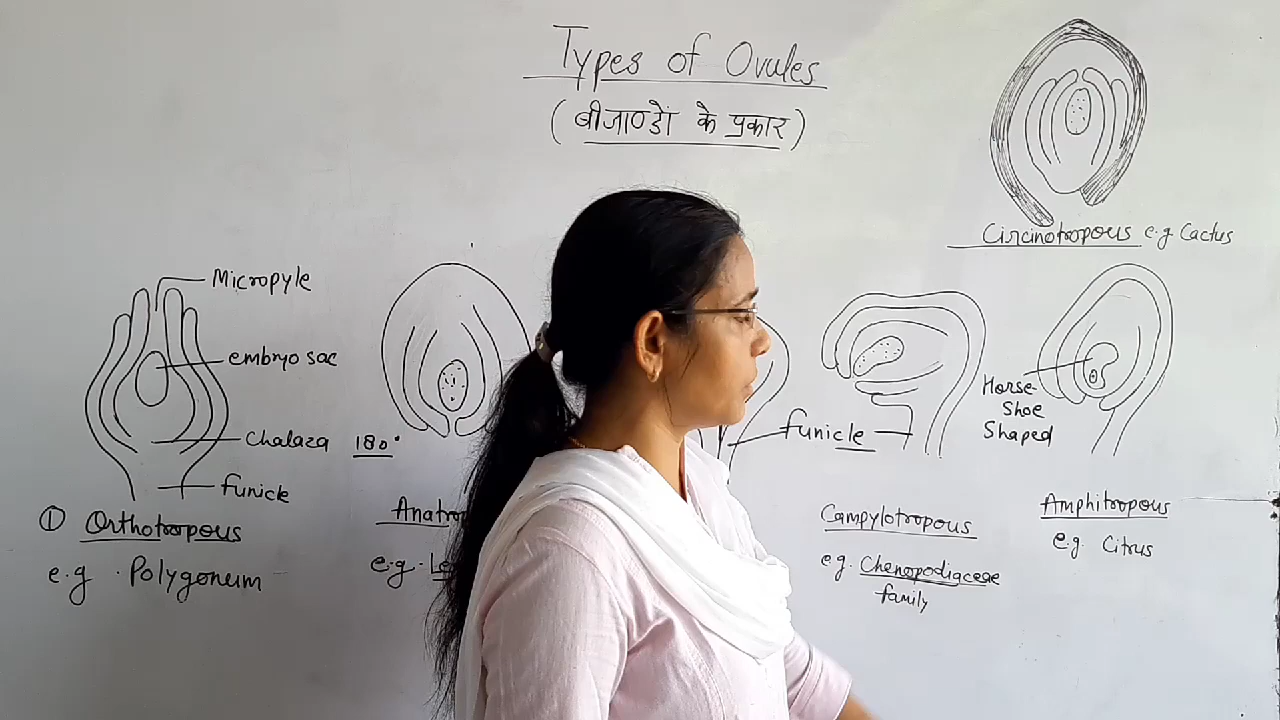 Types of Ovules
(बीजाण्डों के प्रकार)
Circinotropous e.g Cactus
Micropyle
embryo sac
Chalaza
funicle
180°
① Orthotropous
e.g. Polygonum
Anatrop
e.g.
funicle
Campylotropous
e.g. Chenopodiaceae
family
Horse-
Shoe
Shaped
Amphitropous
e.g. Citrus